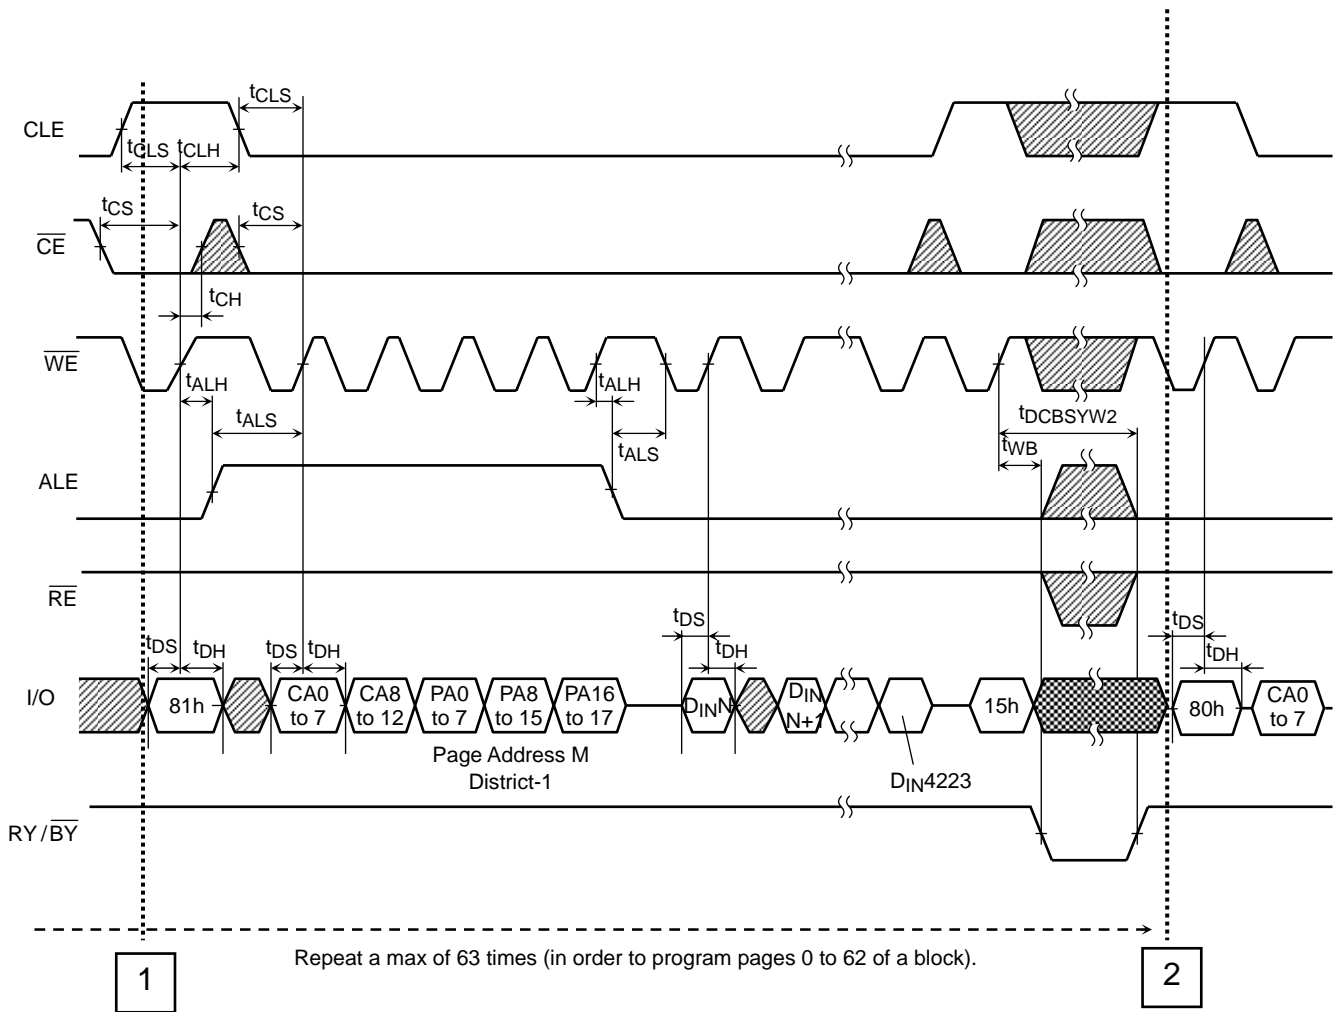 tCLS
CLE
tCLS tCLH
tCS tCS
CE
tCH
WE
tALH tALH
tDCBSYW2
tALS tALS
tWB
ALE
RE
tDS tDH tDS tDH tDS tDH tDS tDH
I/O
81h
CA0 to 7
CA8 to 12
PA0 to 7
PA8 to 15
PA16 to 17
DINN
DIN N+1
15h
80h
CA0 to 7
Page Address M
District-1
DIN4223
RY/BY
1
Repeat a max of 63 times (in order to program pages 0 to 62 of a block).
2